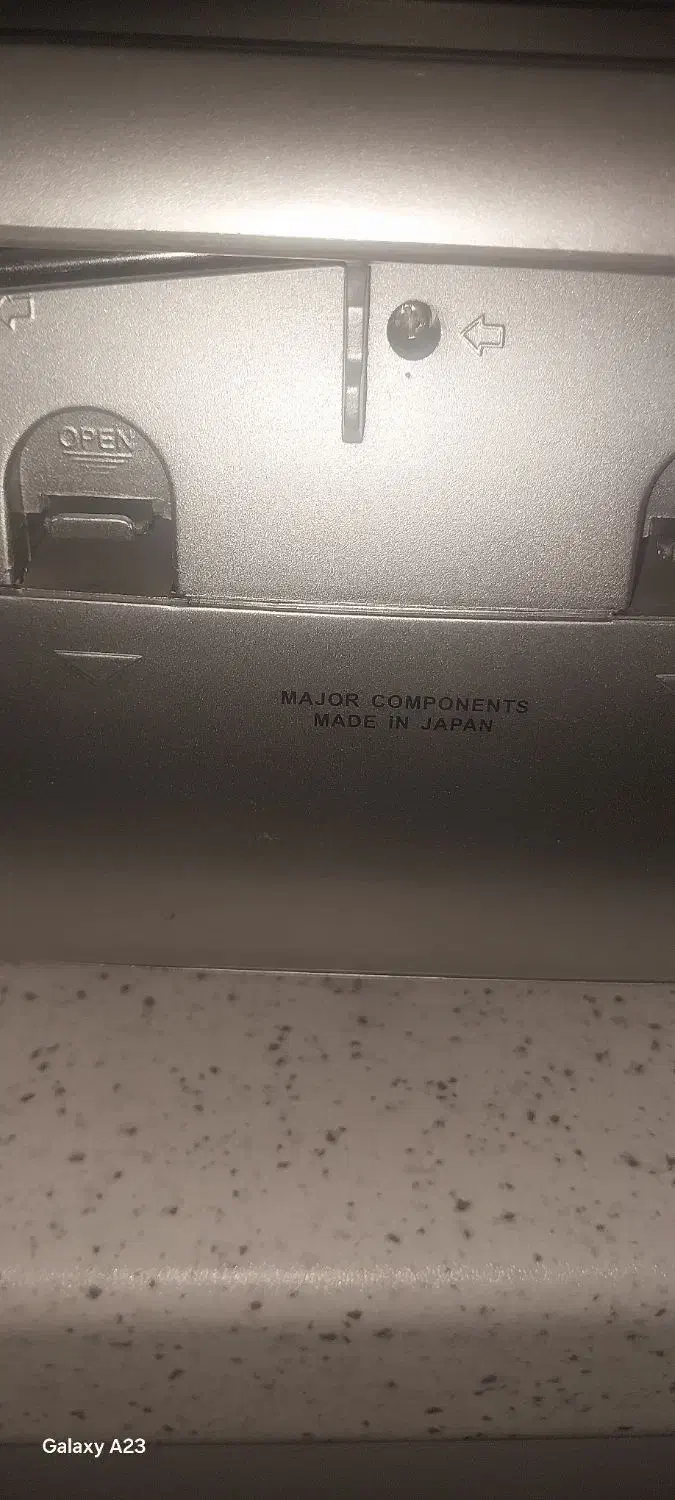 OPEN
MAJOR COMPONENTS
MADE IN JAPAN
Galaxy A23